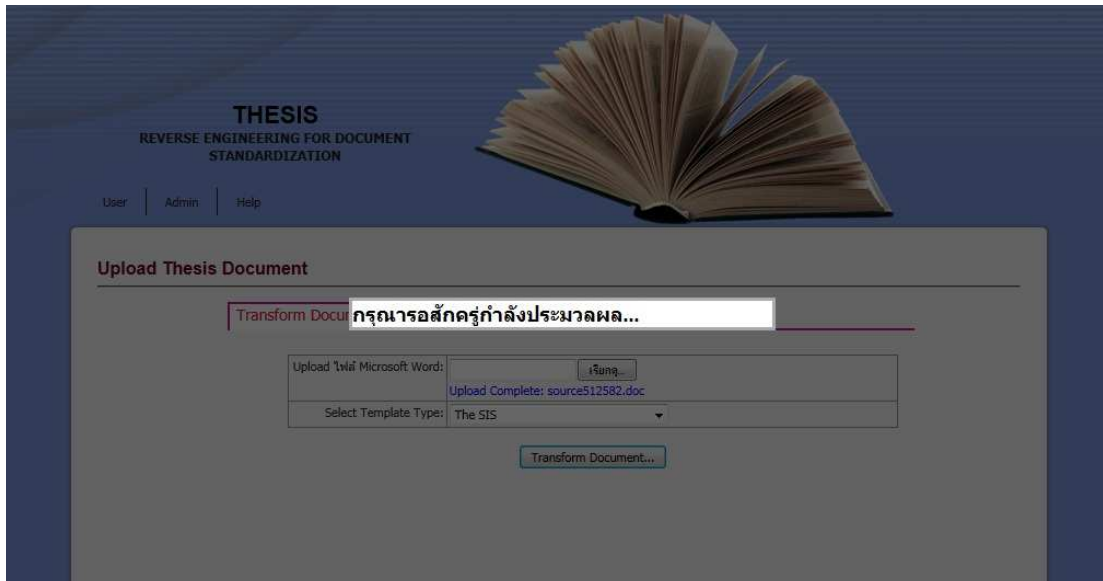 THESIS
REVERSE ENGINEERING FOR DOCUMENT
STANDARDIZATION
User Admin Help
Upload Thesis Document
Transform Docu
กรุณารอสักครู่กำลังประมวลผล...
Upload ไฟล์ Microsoft Word: เรียกดู...
Upload Complete: source512582.doc
Select Template Type: The SIS
Transform Document...